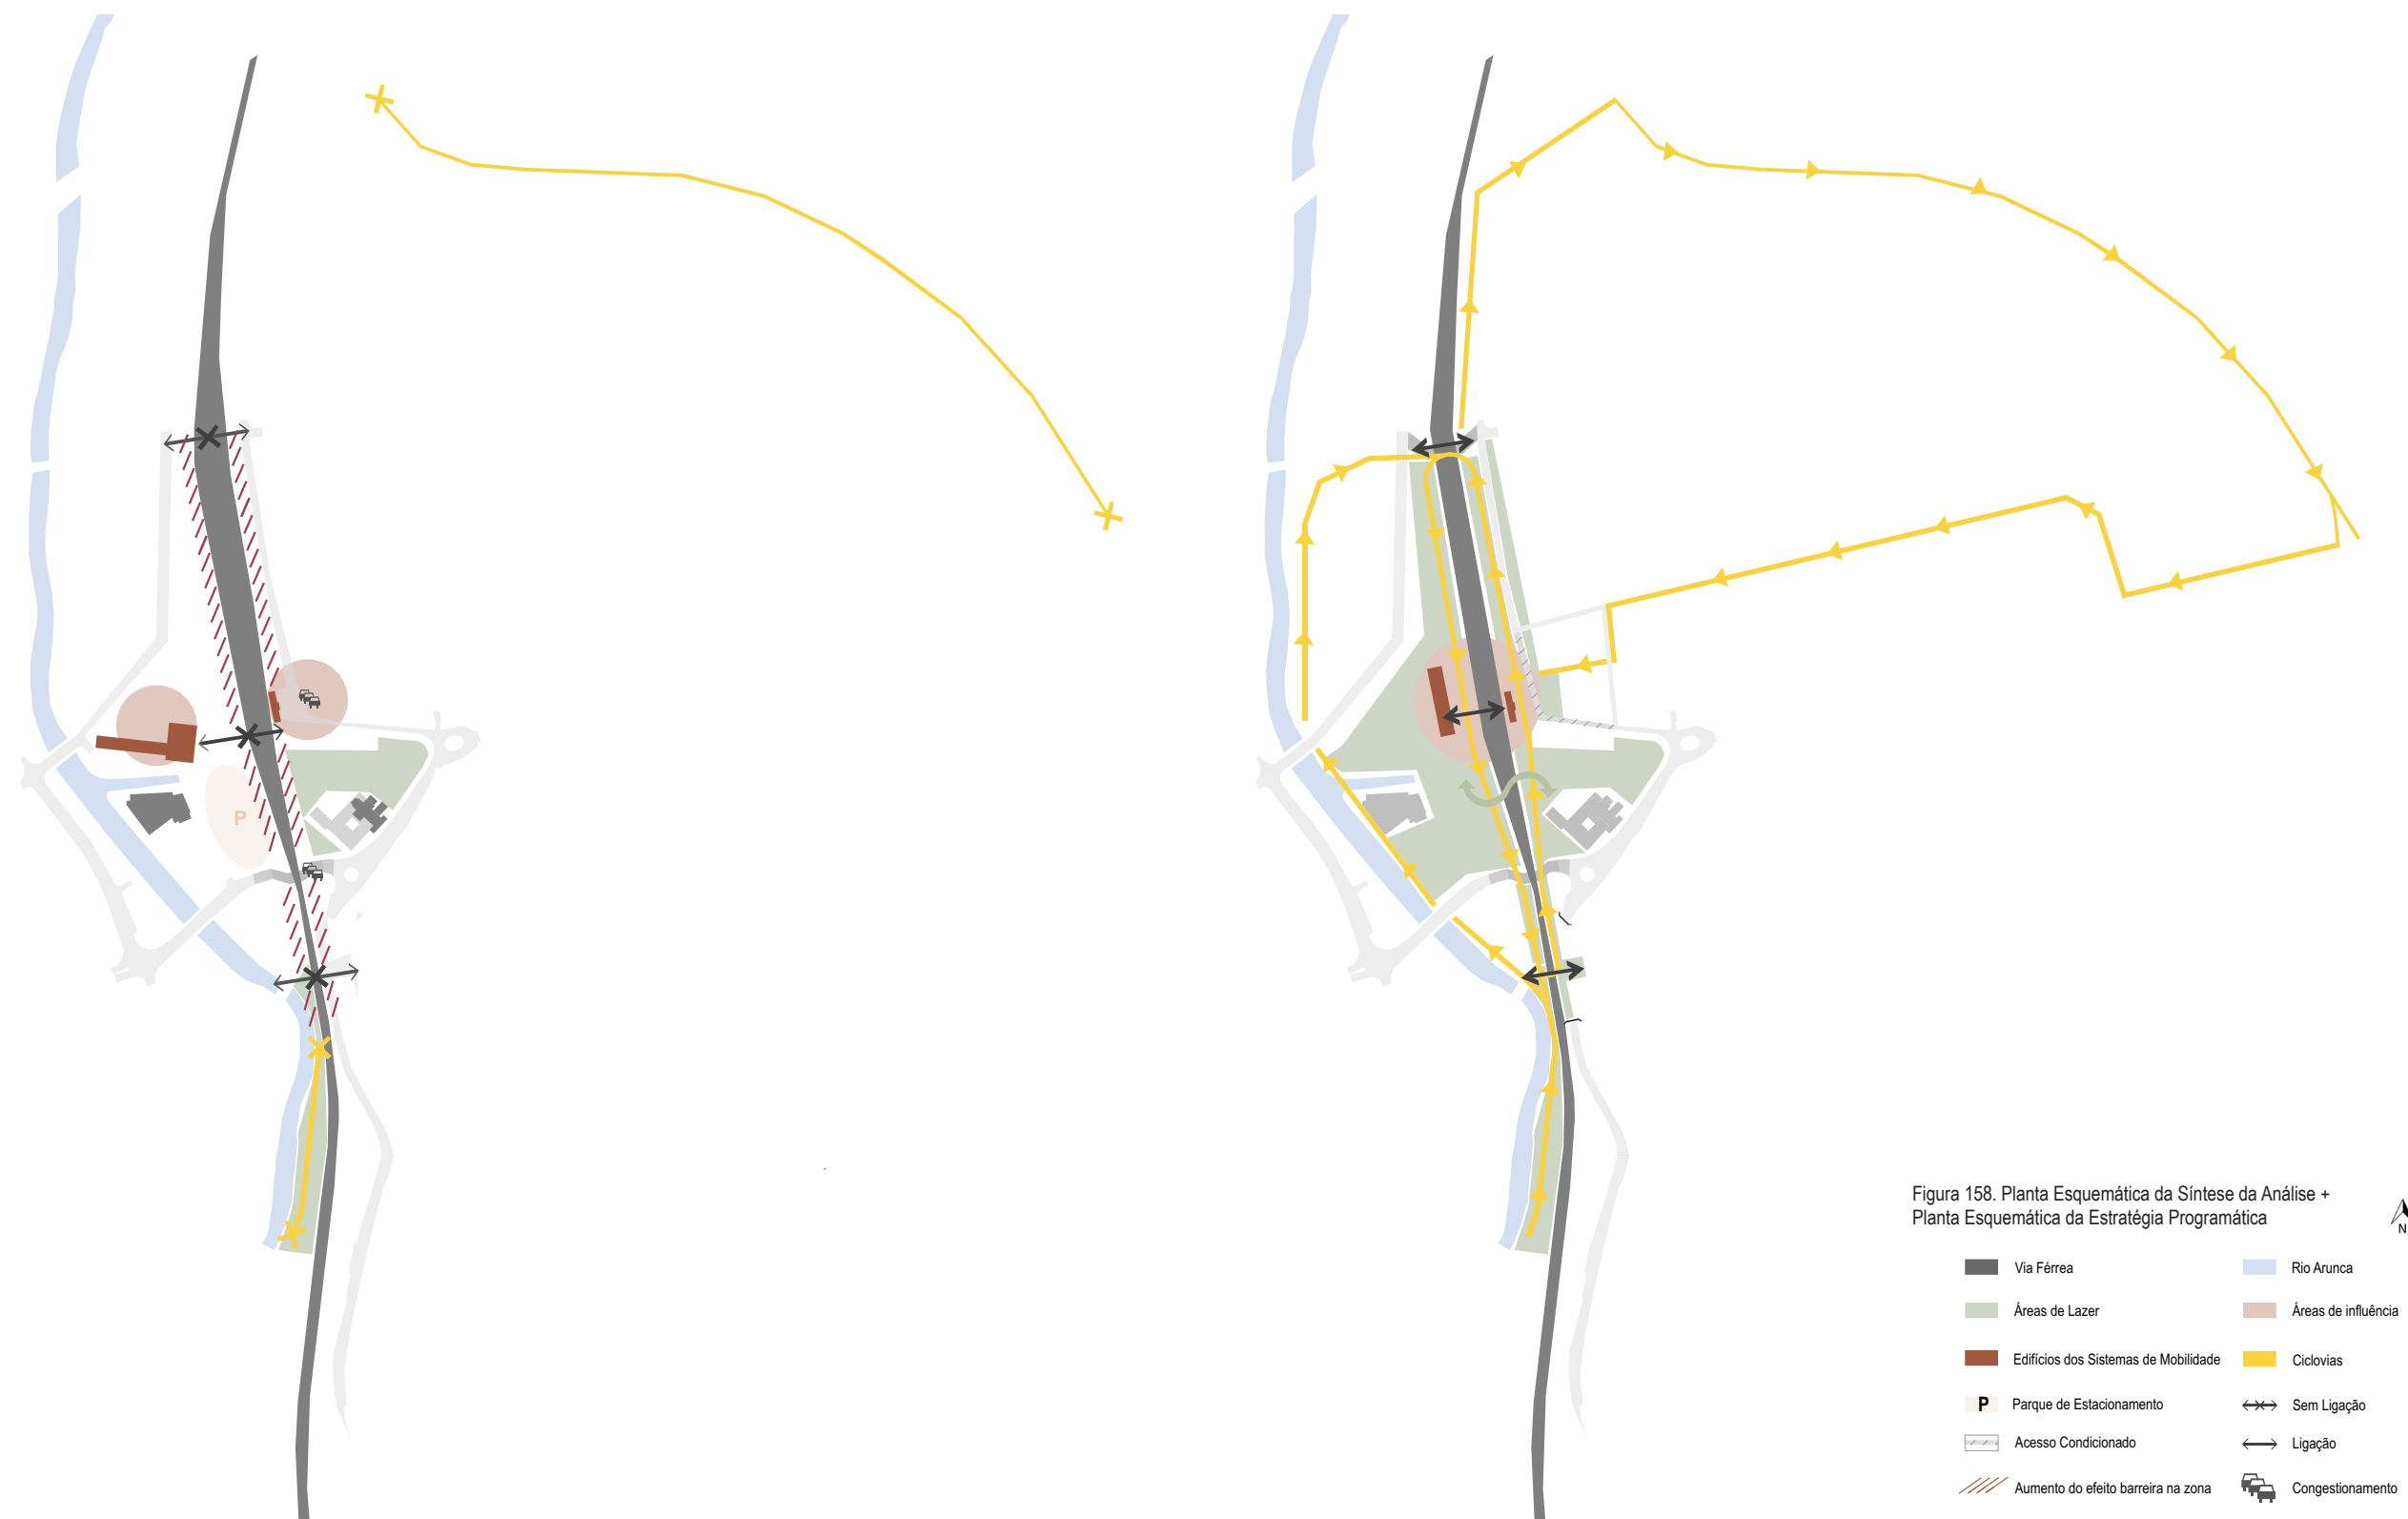 P
Figura 158. Planta Esquemática da Síntese da Análise +
Planta Esquemática da Estratégia Programática
N
Via Férrea
Rio Arunca
Áreas de Lazer
Áreas de influência
Edifícios dos Sistemas de Mobilidade
Ciclovias
P Parque de Estacionamento
Sem Ligação
Acesso Condicionado
Ligação
Aumento do efeito barreira na zona
Congestionamento